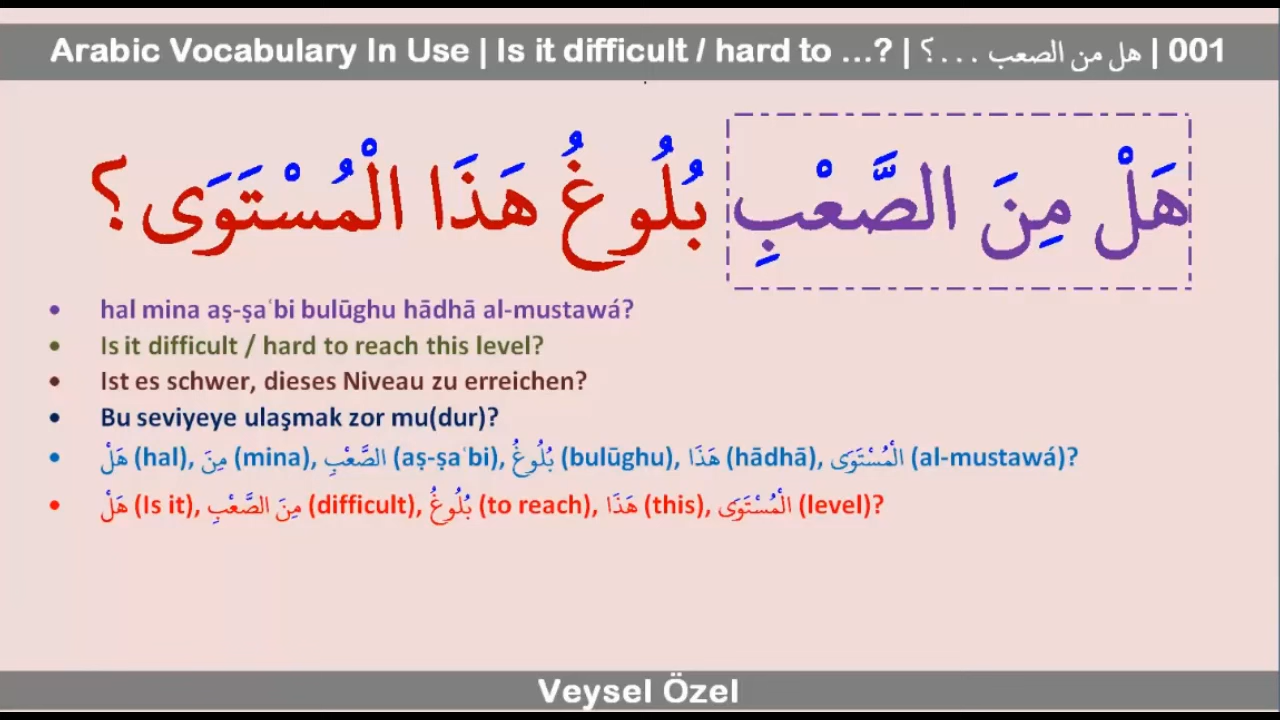 Arabic Vocabulary In Use | Is it difficult / hard to ...? | هل من الصعب ...؟ | 001
هَلْ مِنَ الصَّعْبِ بُلُوغُ هَذَا الْمُسْتَوَى؟
• hal mina aṣ-ṣaʿbi bulūghu hādhā al-mustawá?
• Is it difficult / hard to reach this level?
• Ist es schwer, dieses Niveau zu erreichen?
• Bu seviyeye ulaşmak zor mu(dur)?
• هَلْ (hal), مِنَ (mina), الصَّعْبِ (aṣ-ṣaʿbi), بُلُوغُ (bulūghu), هَذَا (hādhā), الْمُسْتَوَى (al-mustawá)?
• هَلْ (Is it), مِنَ الصَّعْبِ (difficult), بُلُوغُ (to reach), هَذَا (this), الْمُسْتَوَى (level)?
Veysel Özel